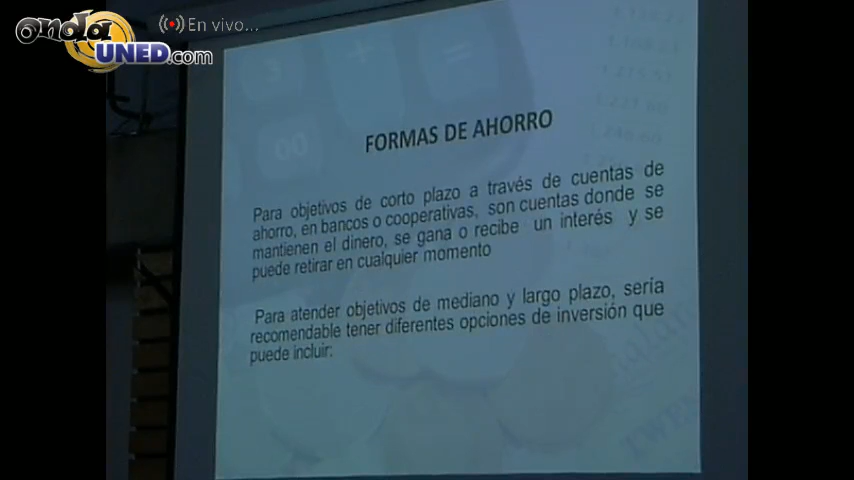 onda
UNED.com
En vivo...
FORMAS DE AHORRO
Para objetivos de corto plazo a través de cuentas de
ahorro, en bancos o cooperativas, son cuentas donde se
mantienen el dinero, se gana o recibe un interés y se
puede retirar en cualquier momento
Para atender objetivos de mediano y largo plazo, sería
recomendable tener diferentes opciones de inversión que
puede incluir: